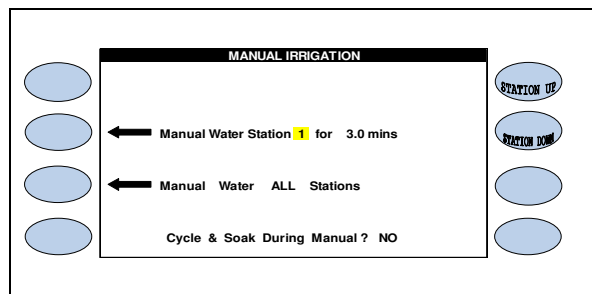 MANUAL IRRIGATION
STATION UP
Manual Water Station 1 for 3.0 mins
STATION DOWN
Manual Water ALL Stations
Cycle & Soak During Manual ? NO